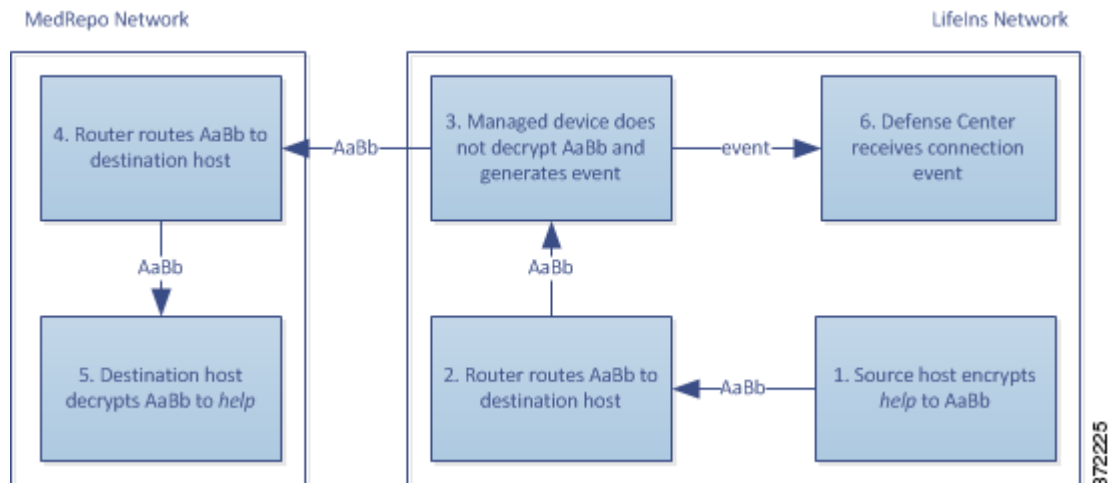 MedRepo Network
LifeIns Network
4. Router routes AaBb to
destination host
AaBb
3. Managed device does
not decrypt AaBb and
generates event
event
6. Defense Center
receives connection
event
AaBb
AaBb
5. Destination host
decrypts AaBb to help
2. Router routes AaBb to
destination host
AaBb
1. Source host encrypts
help to AaBb
372225